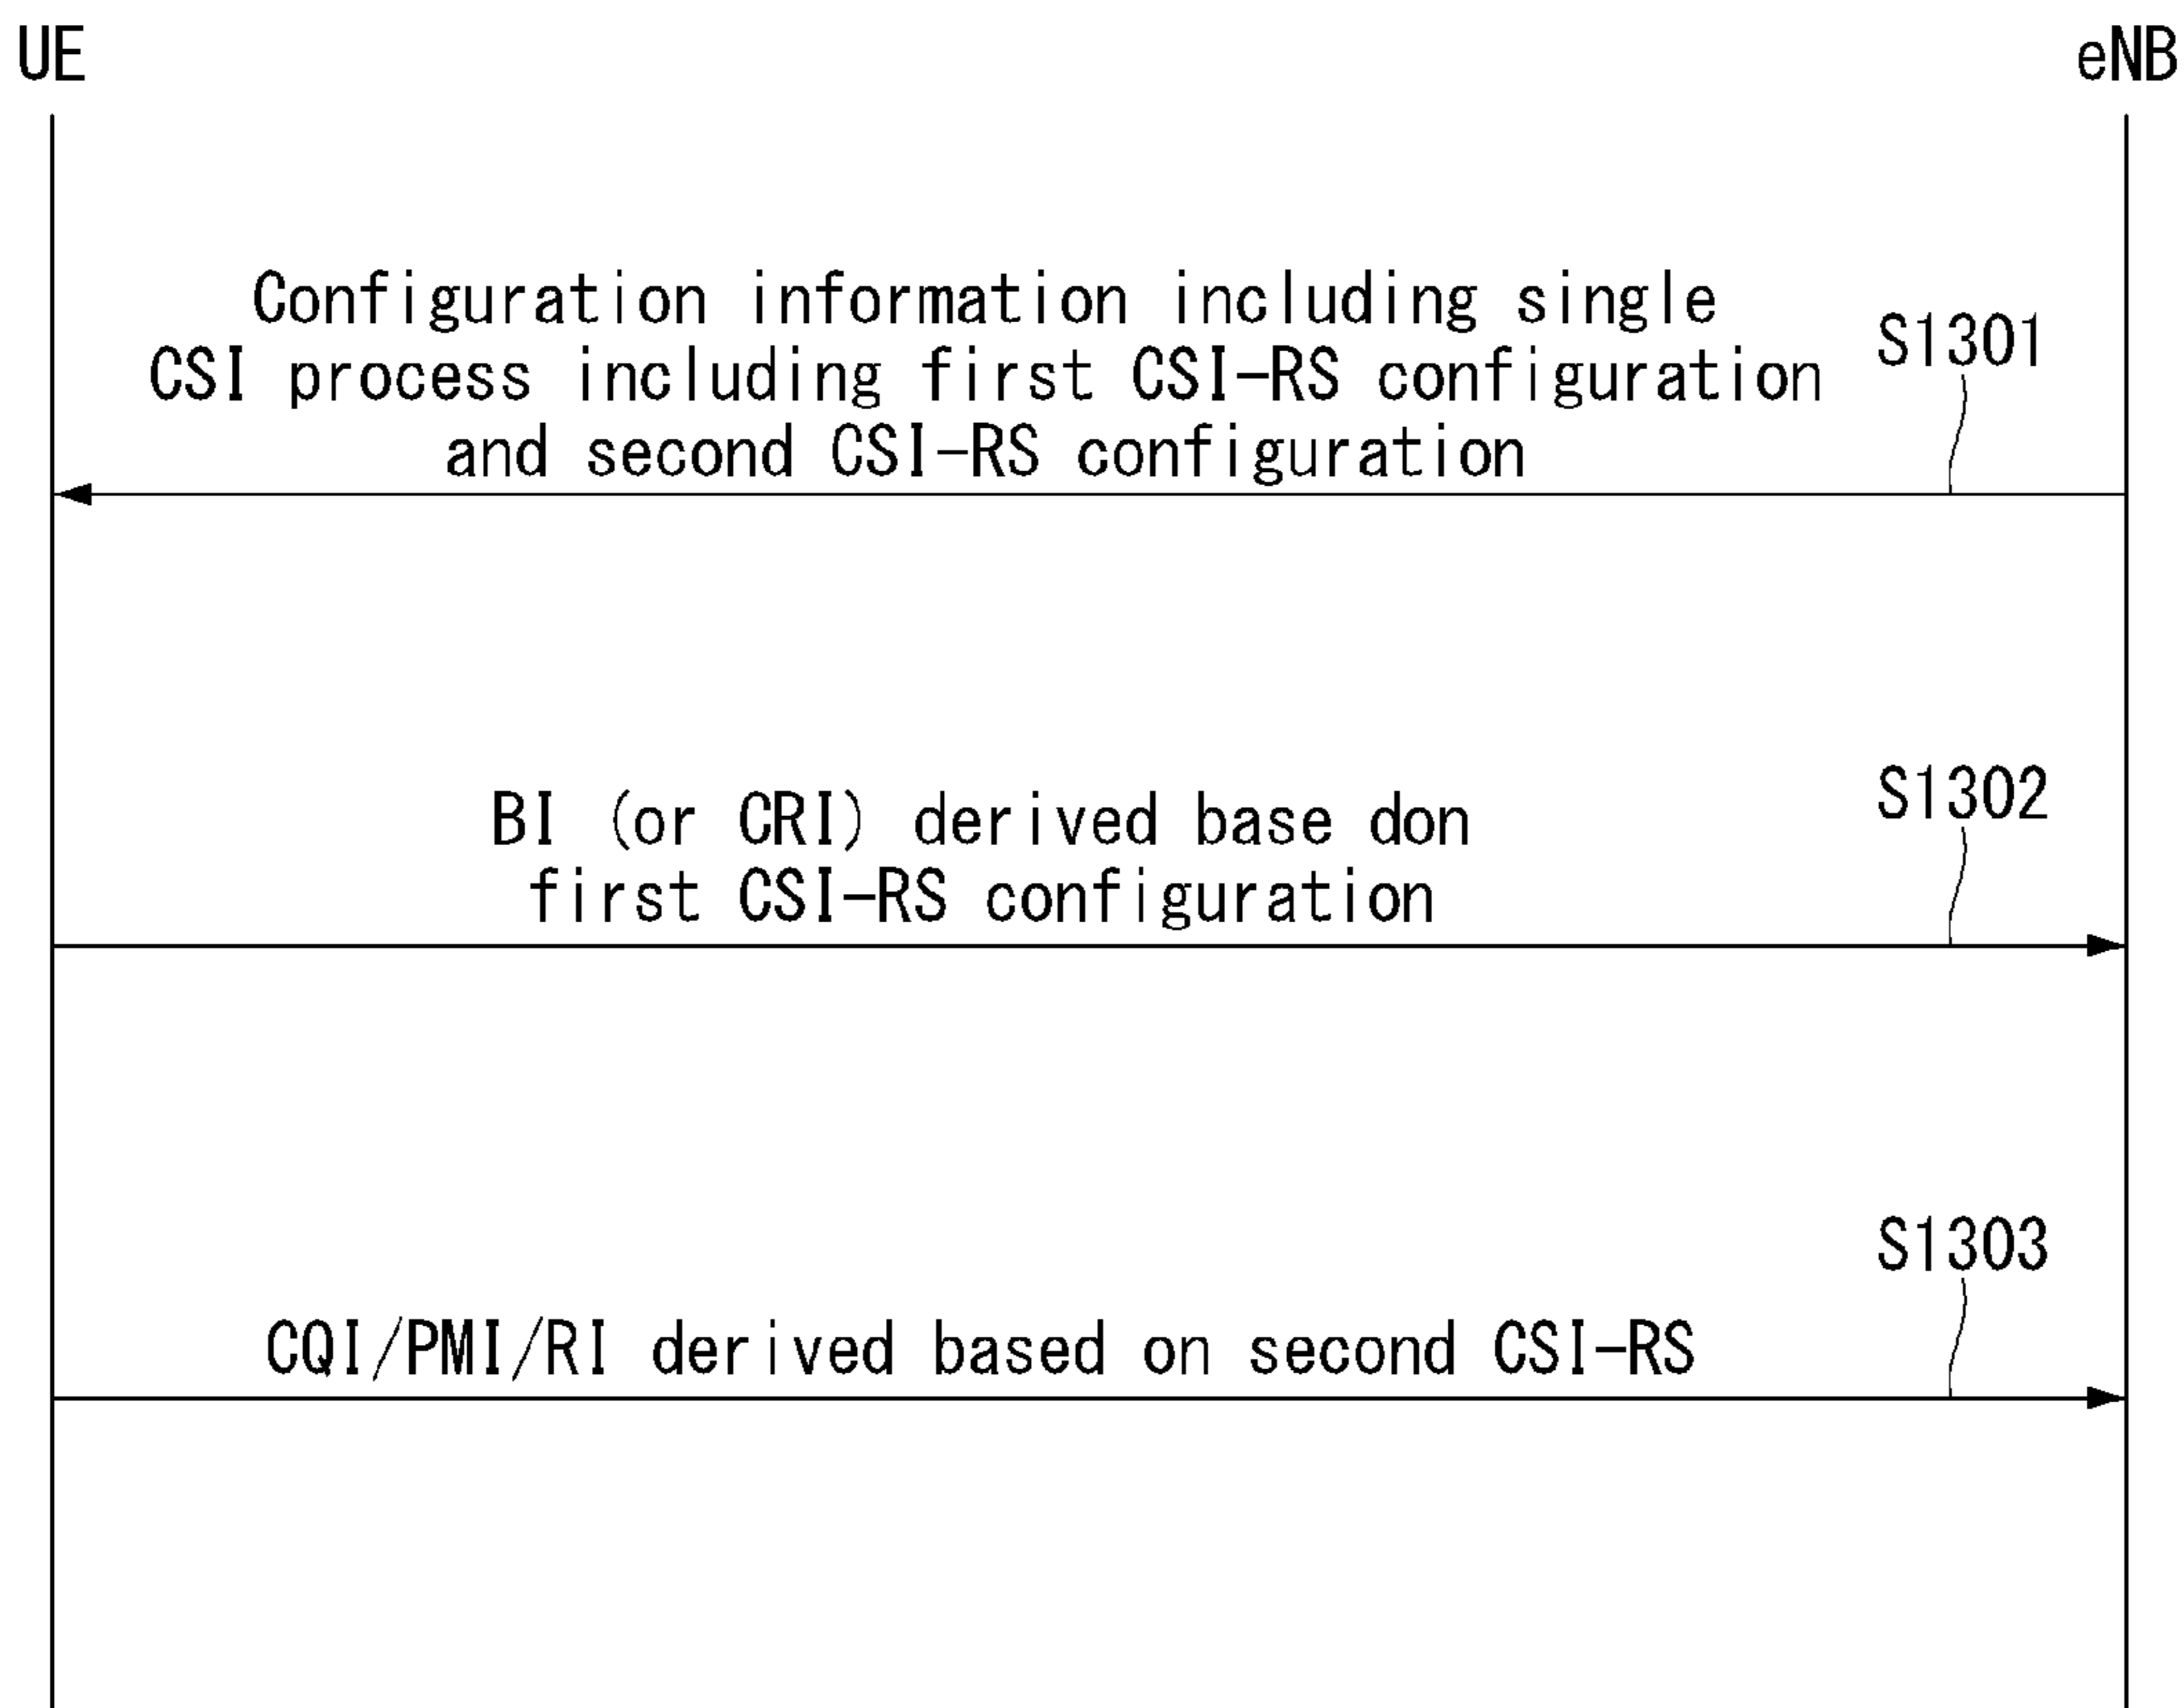 UE
eNB
Configuration information including single
CSI process including first CSI-RS configuration
and second CSI-RS configuration
S1301
BI (or CRI) derived base don
first CSI-RS configuration
S1302
CQI/PMI/RI derived based on second CSI-RS
S1303